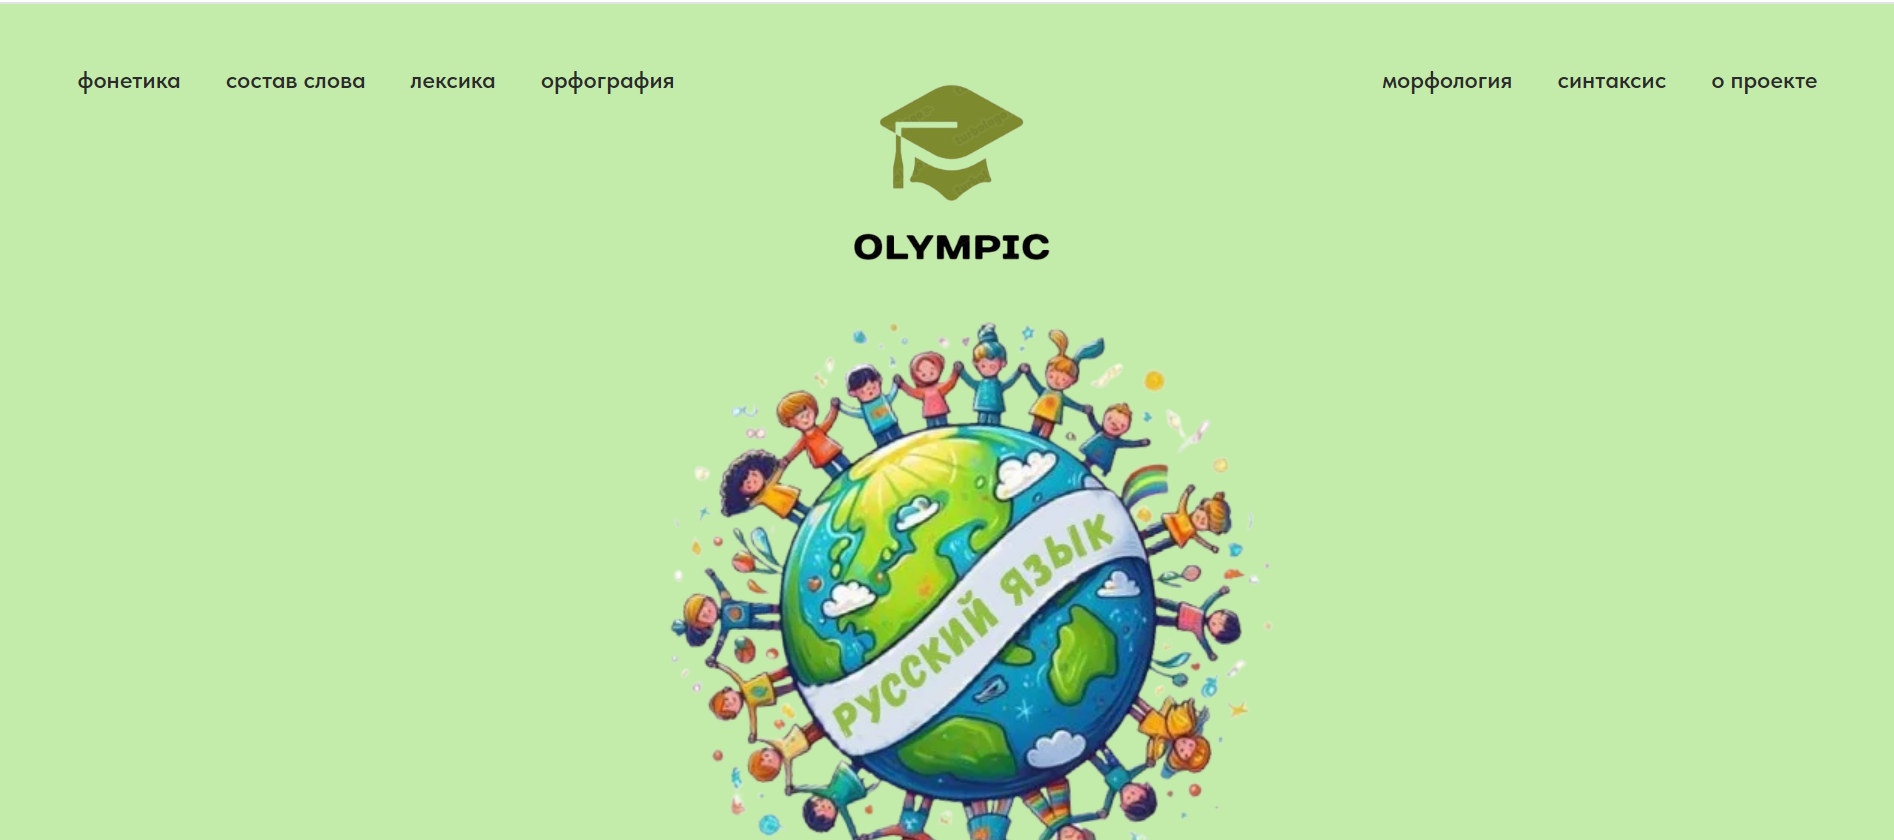 фонетика состав слова лексика орфография морфология синтаксис о проекте
OLYMPIC
РУССКИЙ ЯЗЫК